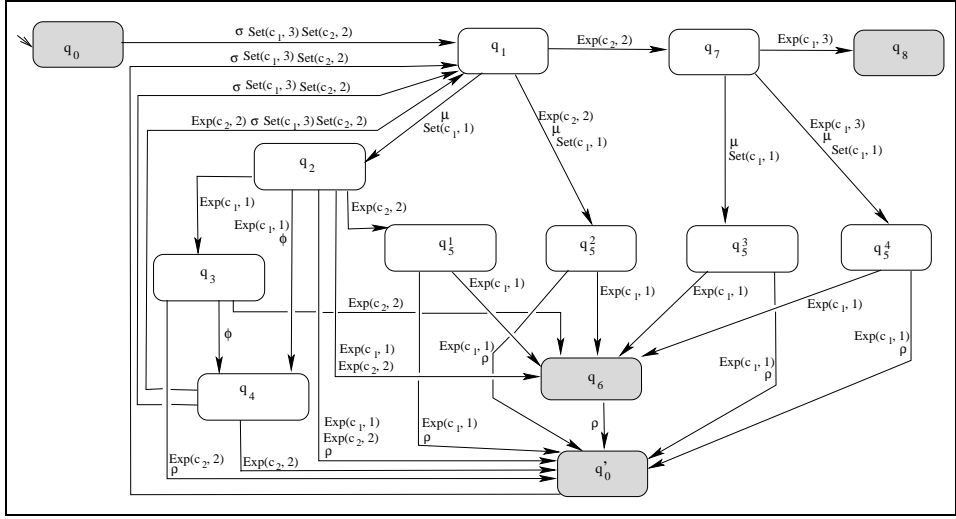 q0
σ Set(c1, 3) Set(c2, 2)
q1
Exp(c2, 2)
q7
Exp(c1, 3)
q8
σ Set(c1, 3) Set(c2, 2)
σ Set(c1, 3) Set(c2, 2)
Exp(c2, 2) σ Set(c1, 3) Set(c2, 2)
μ
Set(c1, 1)
Exp(c2, 2)
μ
Set(c1, 1)
μ
Set(c1, 1)
Exp(c1, 3)
μ
Set(c1, 1)
q2
Exp(c1, 1)
Exp(c1, 1)
φ
Exp(c2, 2)
q5^1
q5^2
q5^3
q5^4
q3
Exp(c1, 1)
Exp(c1, 1)
Exp(c1, 1)
Exp(c1, 1)
Exp(c2, 2)
φ
Exp(c1, 1)
ρ
Exp(c1, 1)
ρ
Exp(c1, 1)
Exp(c2, 2)
Exp(c1, 1)
ρ
q4
q6
Exp(c1, 1)
Exp(c2, 2)
ρ
Exp(c1, 1)
ρ
ρ
Exp(c2, 2)
ρ
Exp(c2, 2)
q0'